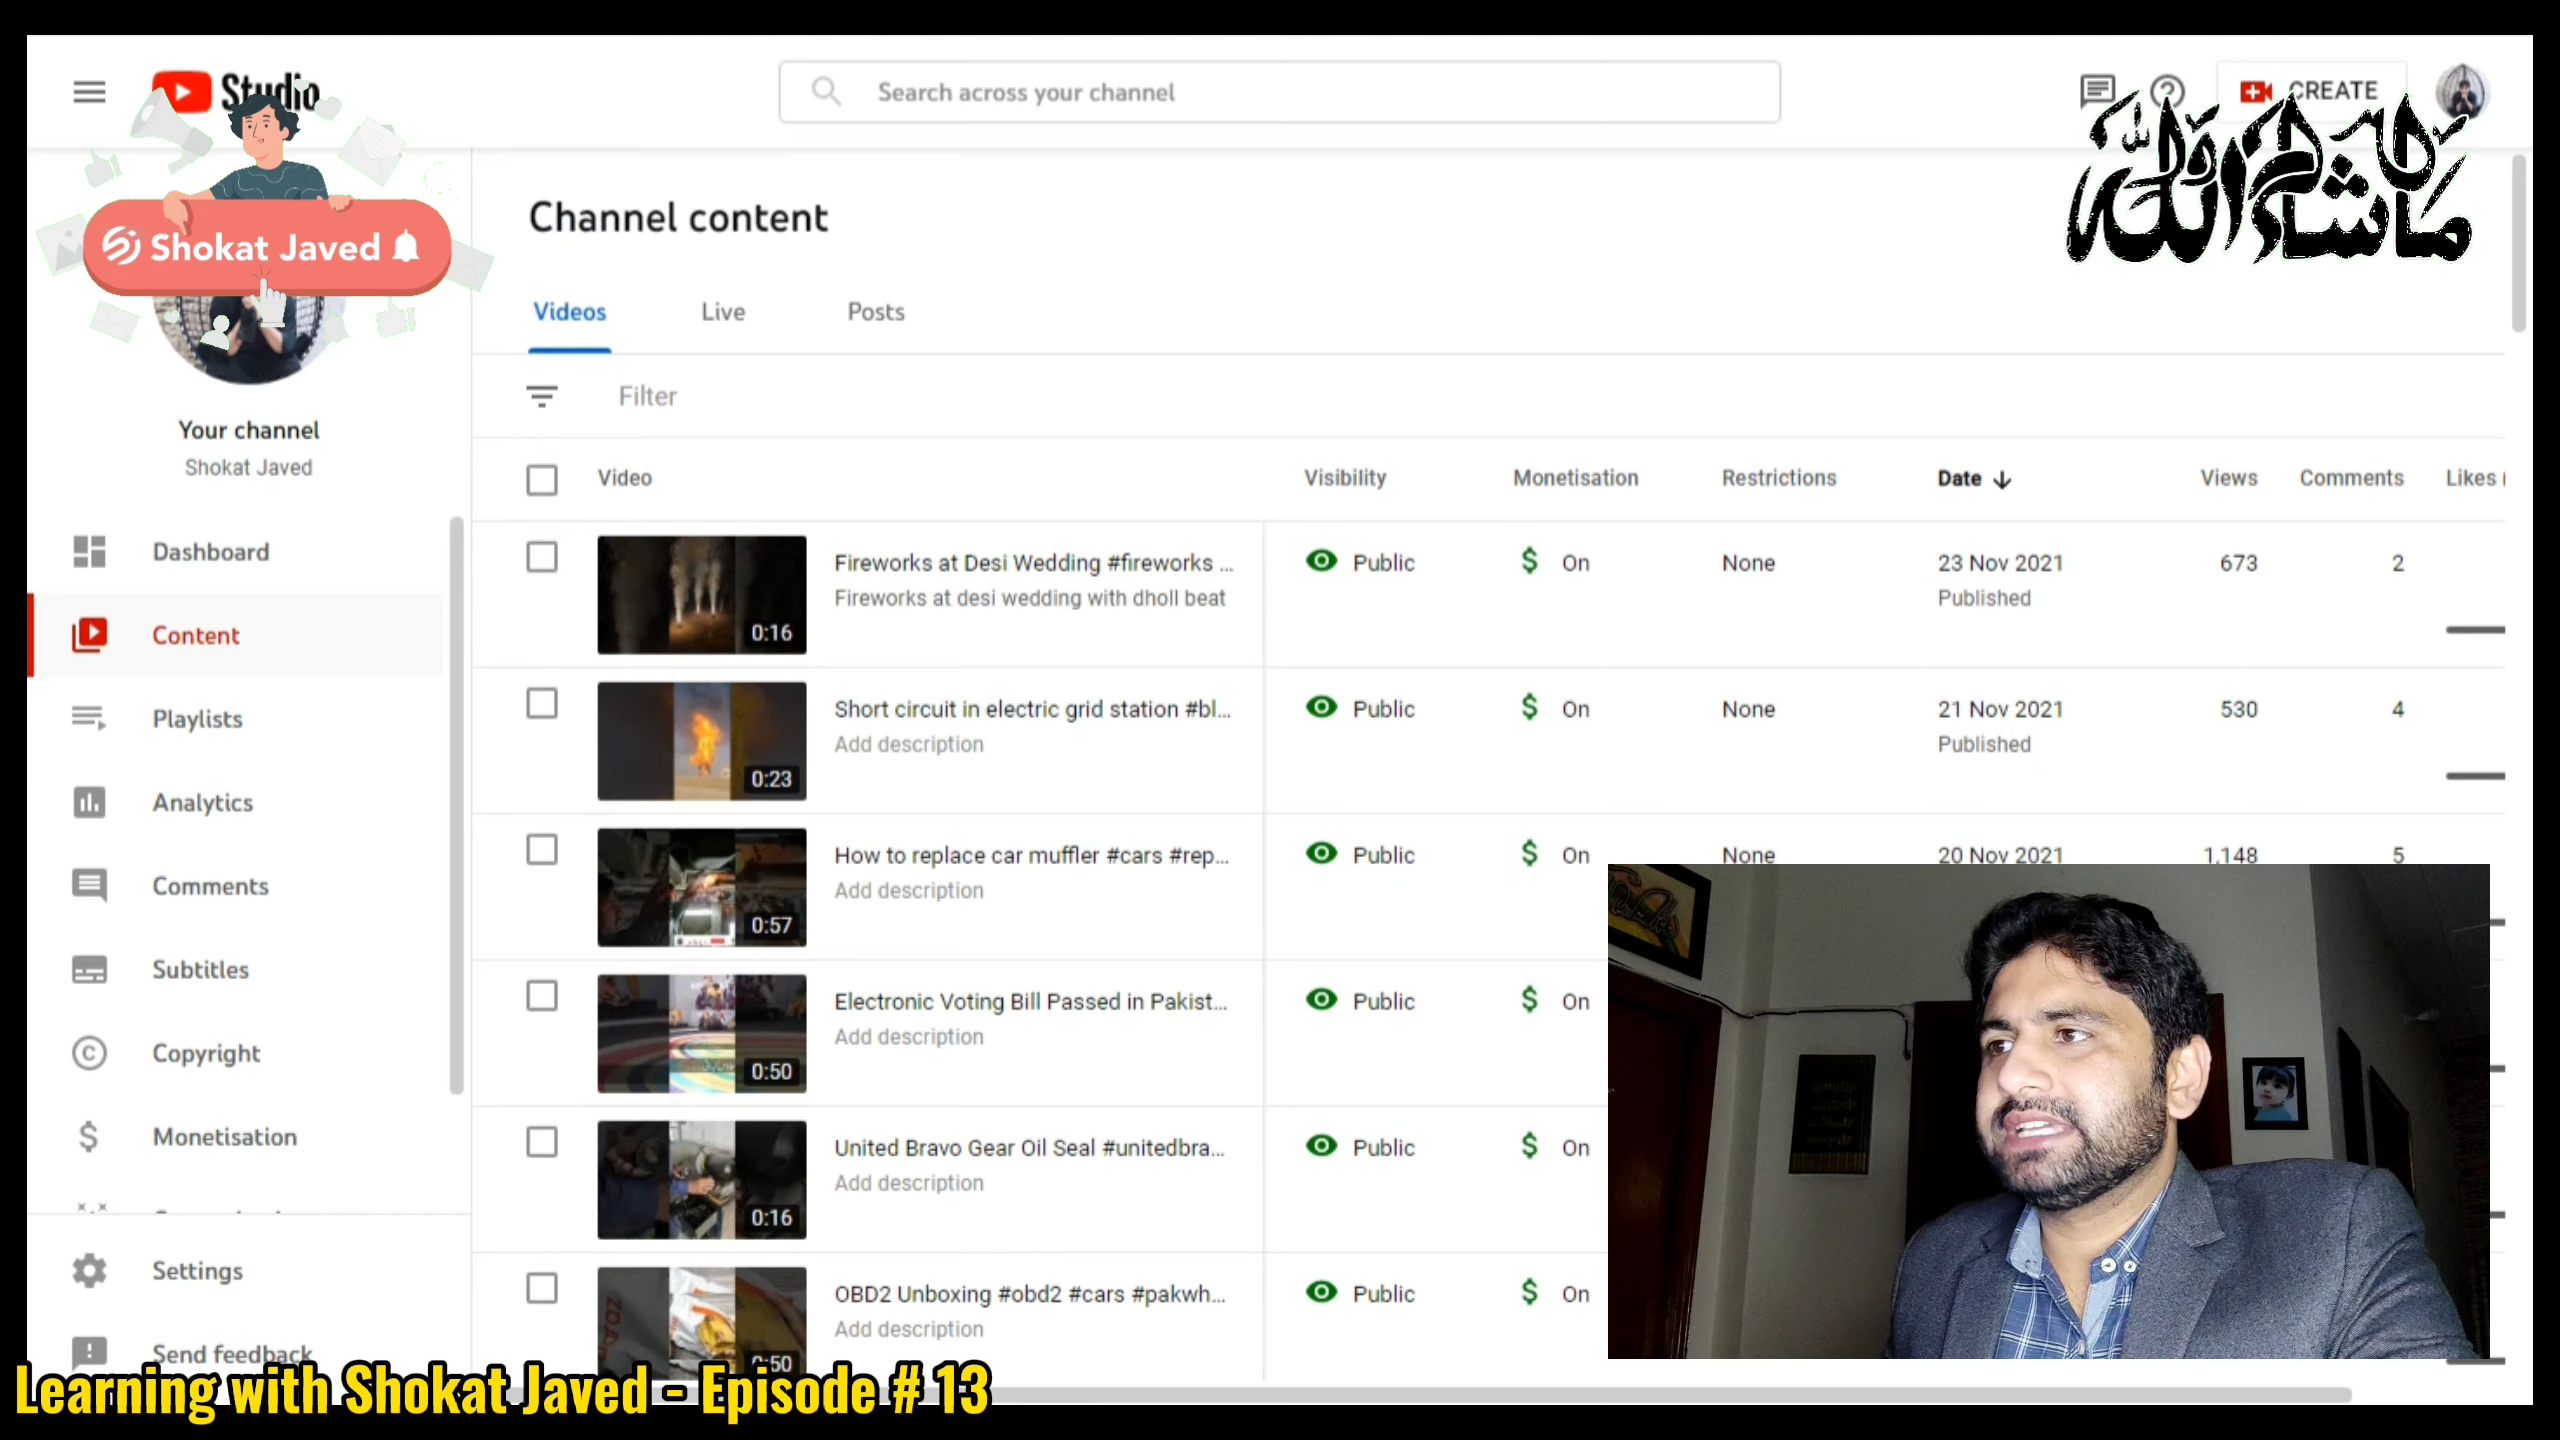 Studio
Search across your channel
CREATE
ماشاءاللہ
Shokat Javed
Channel content
Videos
Live
Posts
Filter
Your channel
Shokat Javed
Video
Visibility
Monetisation
Restrictions
Date
Views
Comments
Likes
Dashboard
Content
Playlists
Analytics
Comments
Subtitles
Copyright
Monetisation
Settings
Send feedback
Fireworks at Desi Wedding #fireworks ...
Fireworks at desi wedding with dholl beat
0:16
Public
On
None
23 Nov 2021
Published
673
2
Short circuit in electric grid station #bl...
Add description
0:23
Public
On
None
21 Nov 2021
Published
530
4
How to replace car muffler #cars #rep...
Add description
0:57
Public
On
None
20 Nov 2021
1,148
5
Electronic Voting Bill Passed in Pakist...
Add description
0:50
Public
On
United Bravo Gear Oil Seal #unitedbra...
Add description
0:16
Public
On
OBD2 Unboxing #obd2 #cars #pakwh...
Add description
0:50
Public
On
Learning with Shokat Javed - Episode # 13